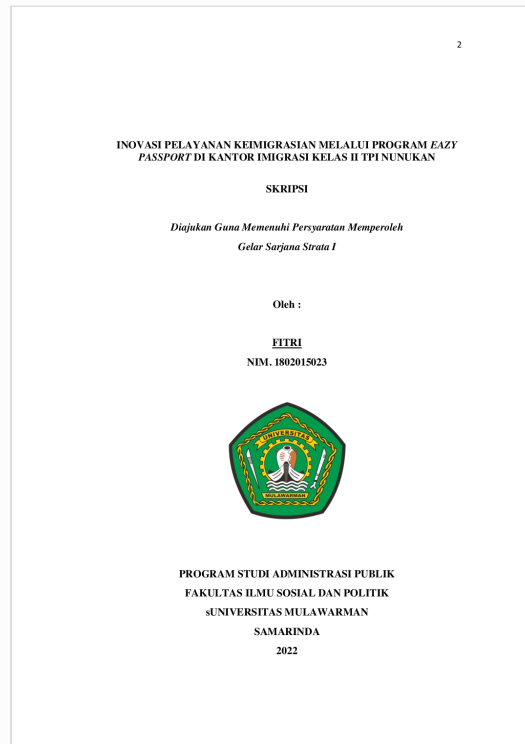 2
INOVASI PELAYANAN KEIMIGRASIAN MELALUI PROGRAM EAZY
PASSPORT DI KANTOR IMIGRASI KELAS II TPI NUNUKAN
SKRIPSI
Diajukan Guna Memenuhi Persyaratan Memperoleh
Gelar Sarjana Strata I
Oleh :
FITRI
NIM. 1802015023
UNIVERSITAS
MULAWARMAN
PROGRAM STUDI ADMINISTRASI PUBLIK
FAKULTAS ILMU SOSIAL DAN POLITIK
sUNIVERSITAS MULAWARMAN
SAMARINDA
2022